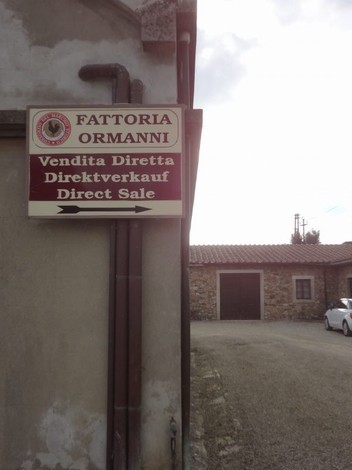 FATTORIA
ORMANNI
Vendita Diretta
Direktverkauf
Direct Sale